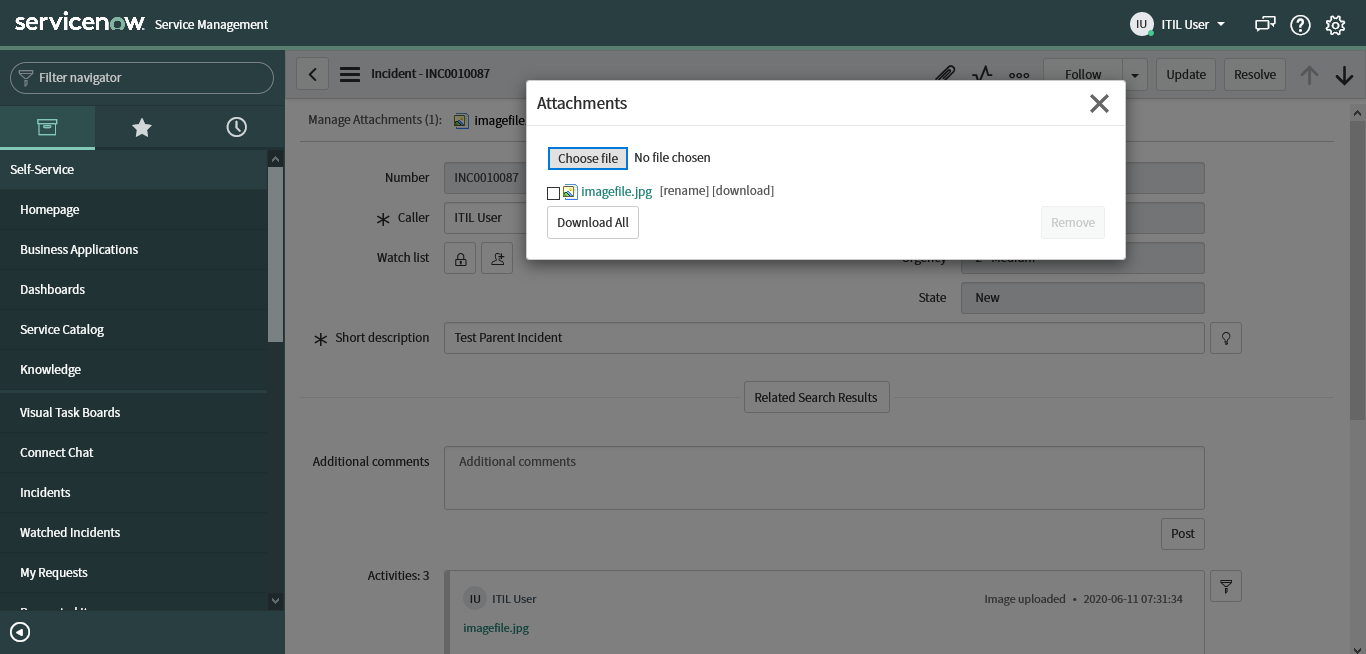 servicenow. Service Management
IU ITIL User
Filter navigator
Incident - INC0010087
Follow
Update
Resolve
Attachments
Manage Attachments (1): imagefile.
Choose file No file chosen
imagefile.jpg [rename] [download]
Download All
Remove
Self-Service
Homepage
Business Applications
Dashboards
Service Catalog
Knowledge
Visual Task Boards
Connect Chat
Incidents
Watched Incidents
My Requests
Number INC0010087
Caller ITIL User
Watch list
Urgency 2 - Medium
State New
Short description Test Parent Incident
Related Search Results
Additional comments Additional comments
Post
Activities: 3
IU ITIL User Image uploaded • 2020-06-11 07:31:34
imagefile.jpg